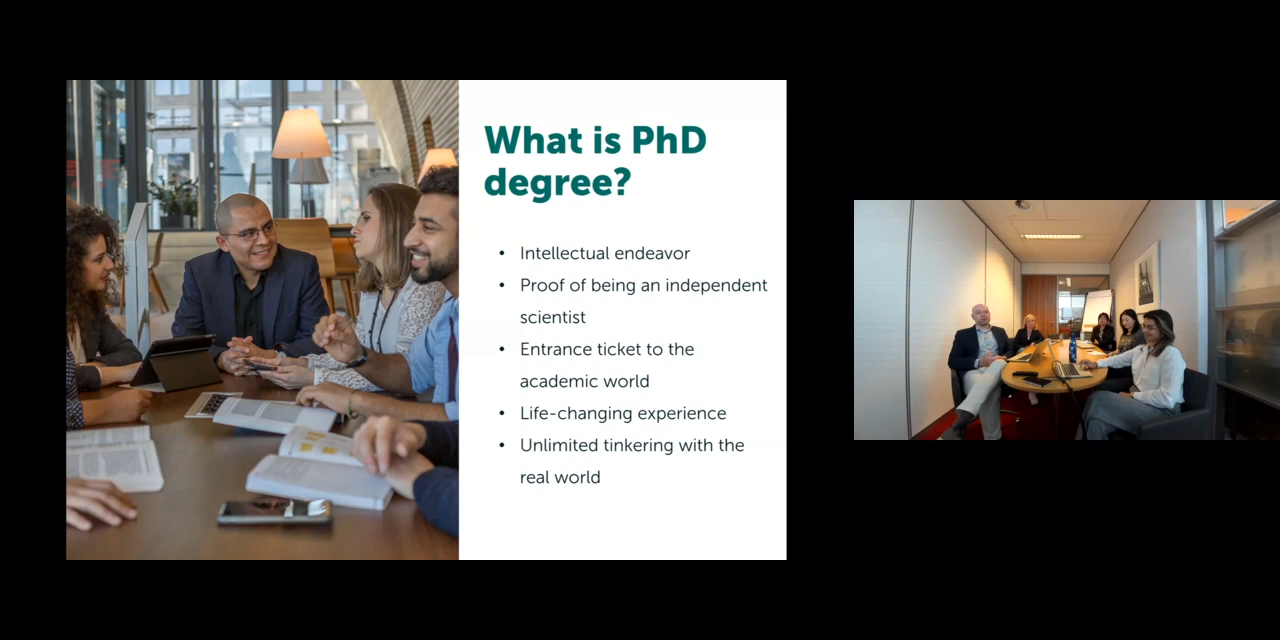 What is PhD
degree?
• Intellectual endeavor
• Proof of being an independent
scientist
• Entrance ticket to the
academic world
• Life-changing experience
• Unlimited tinkering with the
real world